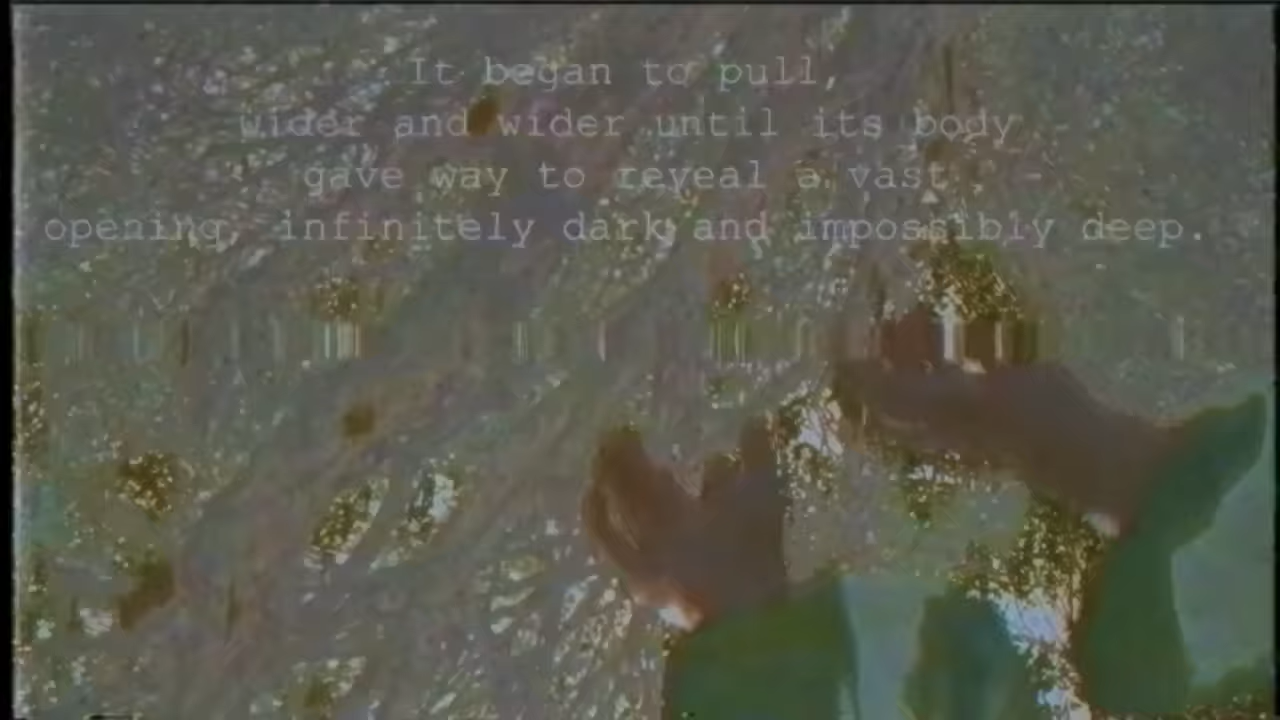 It began to pull,
wider and wider until its body
gave way to reveal a vast
opening, infinitely dark and impossibly deep.